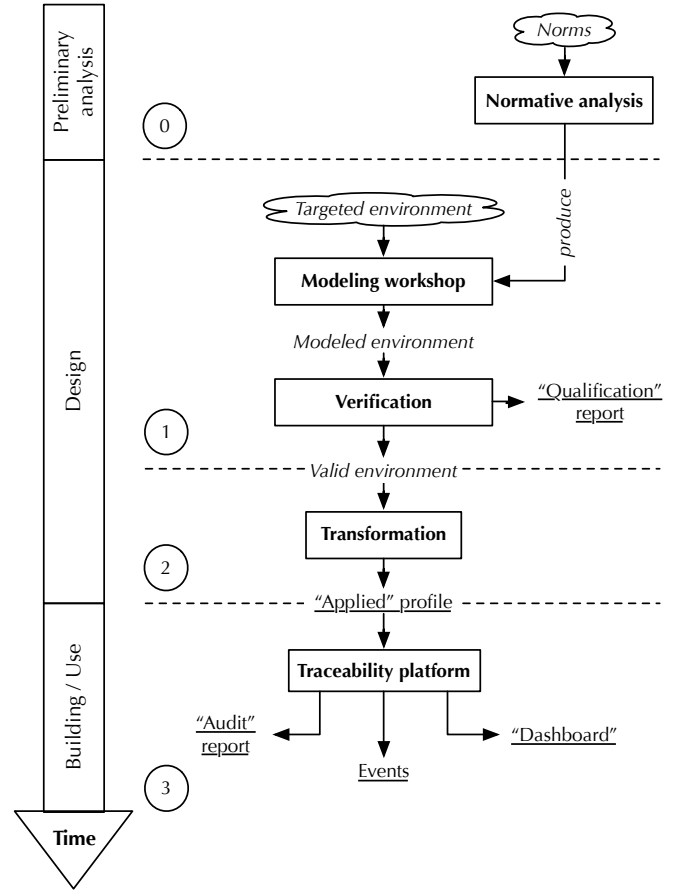 Norms
Normative analysis
Preliminary
analysis
0
produce
Targeted environment
Modeling workshop
Modeled environment
Design
Verification
“Qualification”
report
1
Valid environment
Transformation
2
“Applied” profile
Traceability platform
Building / Use
“Audit”
report
“Dashboard”
Events
3
Time